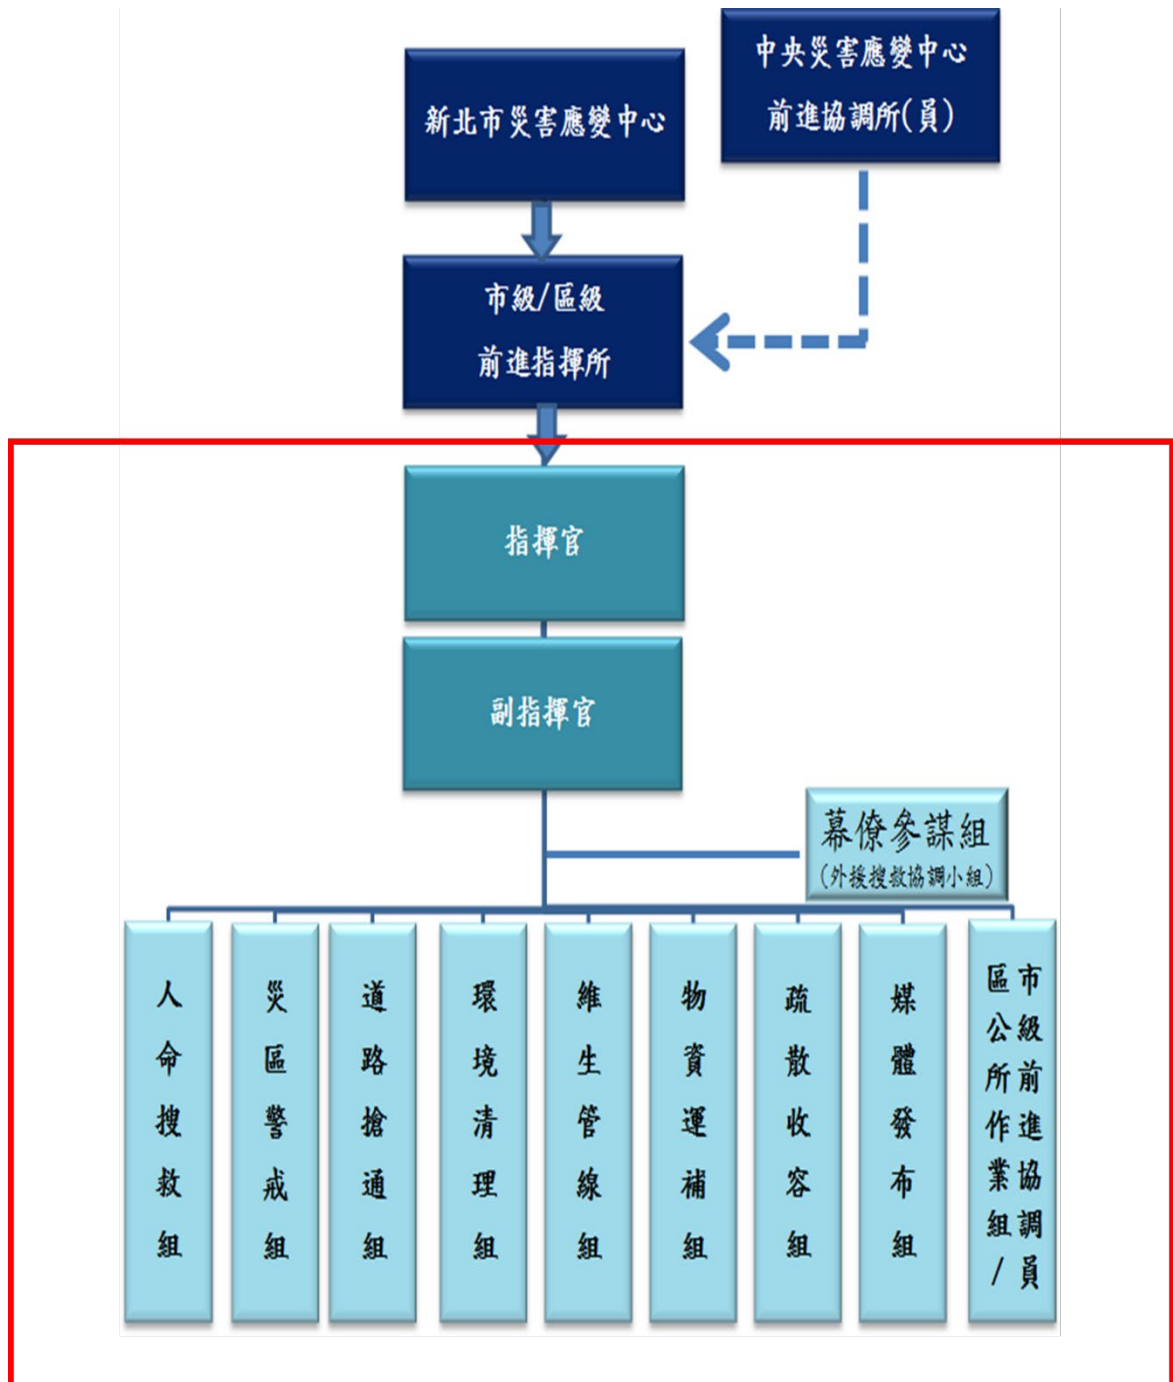 新北市災害應變中心
中央災害應變中心
前進協調所(員)
市級/區級
前進指揮所
指揮官
副指揮官
幕僚參謀組
(外援搜救協調小組)
人命搜救組
災區警戒組
道路搶通組
環境清理組
維生管線組
物資運補組
疏散收容組
媒體發布組
區公所作業組/
市級前進協調員